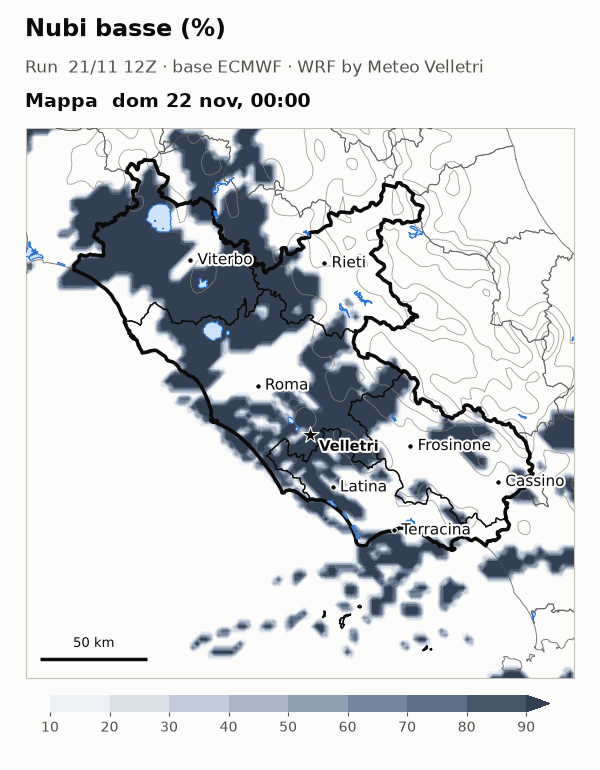 Nubi basse (%)
Run  21/11 12Z · base ECMWF · WRF by Meteo Velletri
Mappa  dom 22 nov, 00:00
Viterbo
Rieti
Roma
Velletri
Frosinone
Latina
Cassino
Terracina
50 km
10 20 30 40 50 60 70 80 90